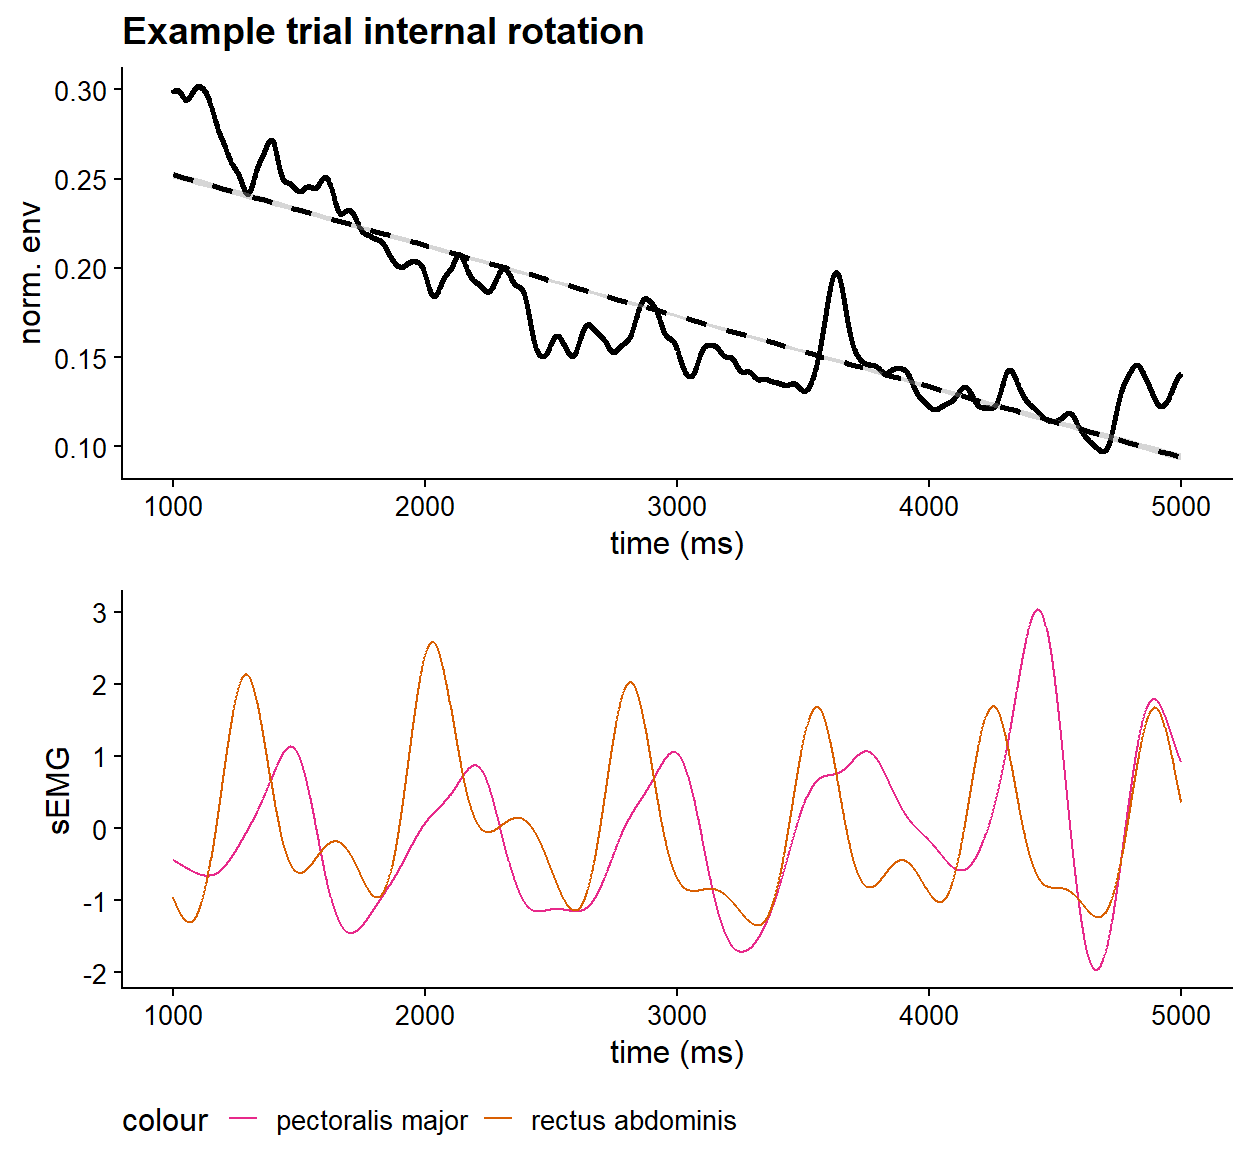 Example trial internal rotation
norm. env
0.30
0.25
0.20
0.15
0.10
1000 2000 3000 4000 5000
time (ms)
sEMG
3
2
1
0
-1
-2
1000 2000 3000 4000 5000
time (ms)
colour pectoralis major rectus abdominis